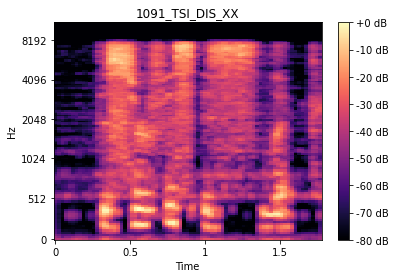 1091_TSI_DIS_XX
8192
4096
2048
1024
512
0
Hz
0
0.5
1
1.5
Time
+0 dB
-10 dB
-20 dB
-30 dB
-40 dB
-50 dB
-60 dB
-70 dB
-80 dB